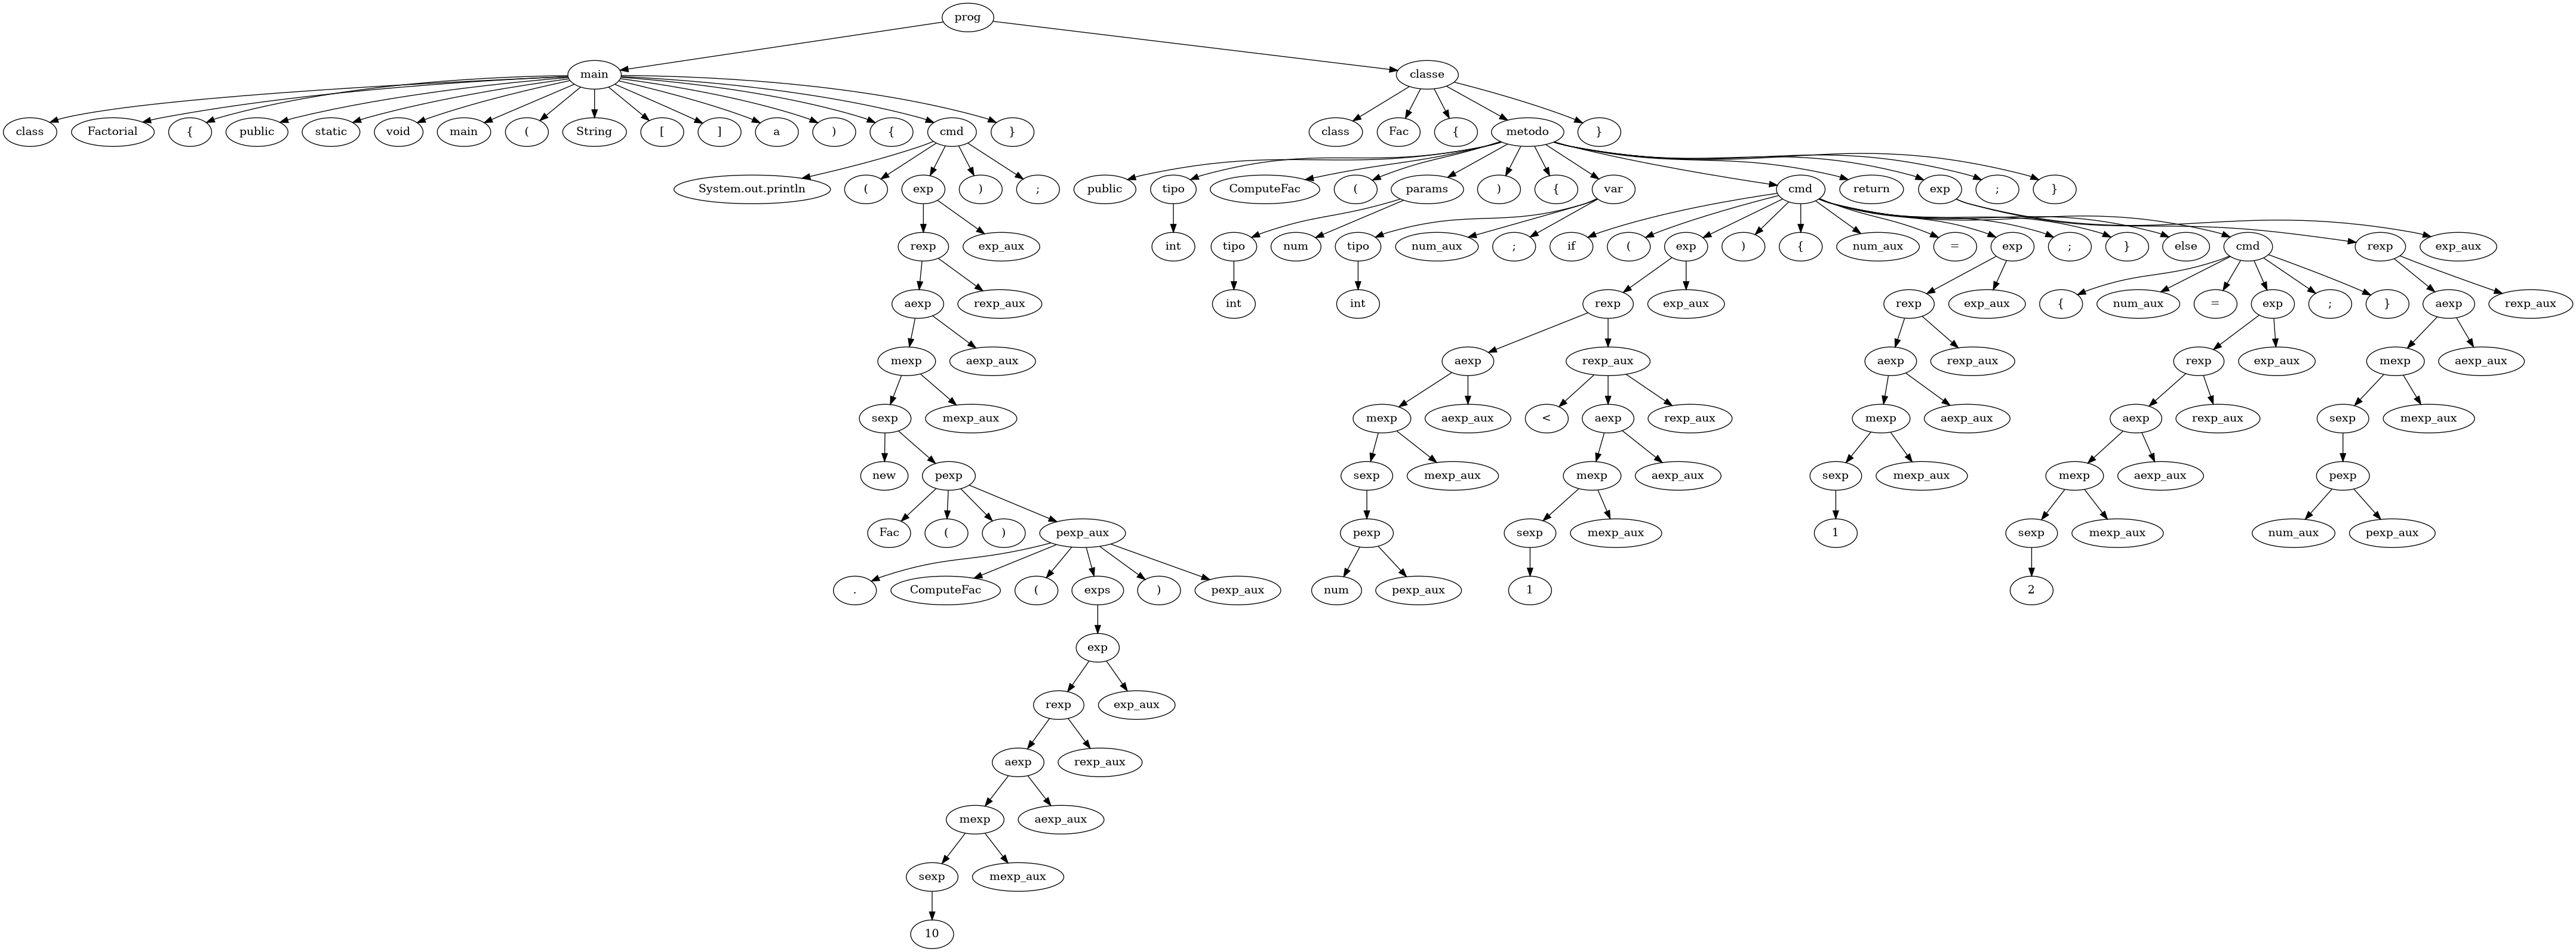 prog
main classe
class Factorial { public static void main ( String [ ] a ) { cmd } class Fac { metodo }
System.out.println ( exp ) ; public tipo ComputeFac ( params ) { var cmd return exp ; }
rexp exp_aux int tipo num tipo num_aux ; if ( exp ) { num_aux = exp ; } else cmd rexp exp_aux
aexp rexp_aux int int rexp exp_aux rexp exp_aux { num_aux = exp ; } aexp rexp_aux
mexp aexp_aux aexp rexp_aux aexp rexp_aux rexp exp_aux mexp aexp_aux
sexp mexp_aux mexp aexp_aux < aexp rexp_aux mexp aexp_aux aexp rexp_aux sexp mexp_aux
new pexp sexp mexp_aux mexp aexp_aux sexp mexp_aux mexp aexp_aux pexp
Fac ( ) pexp_aux pexp sexp mexp_aux 1 sexp mexp_aux num_aux pexp_aux
. ComputeFac ( exps ) pexp_aux num pexp_aux 1 2
exp
rexp exp_aux
aexp rexp_aux
mexp aexp_aux
sexp mexp_aux
10